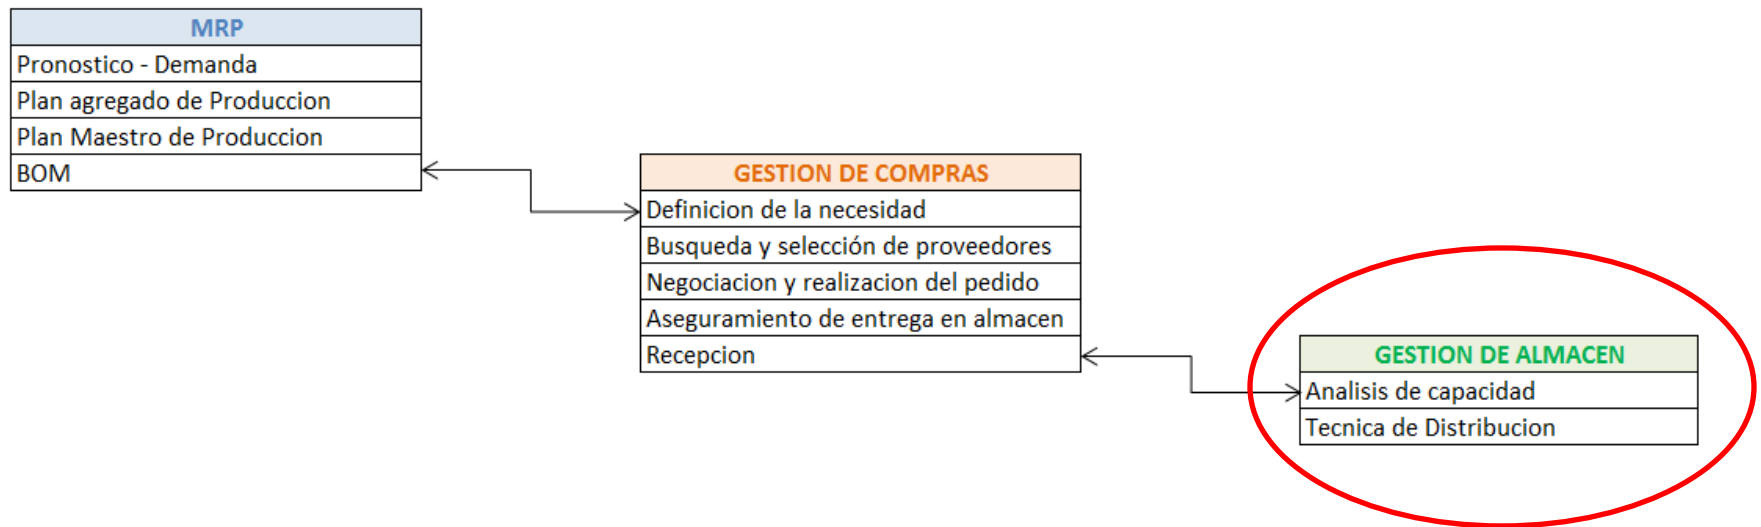 MRP
Pronostico - Demanda
Plan agregado de Produccion
Plan Maestro de Produccion
BOM
GESTION DE COMPRAS
Definicion de la necesidad
Busqueda y selección de proveedores
Negociacion y realizacion del pedido
Aseguramiento de entrega en almacen
Recepcion
GESTION DE ALMACEN
Analisis de capacidad
Tecnica de Distribucion